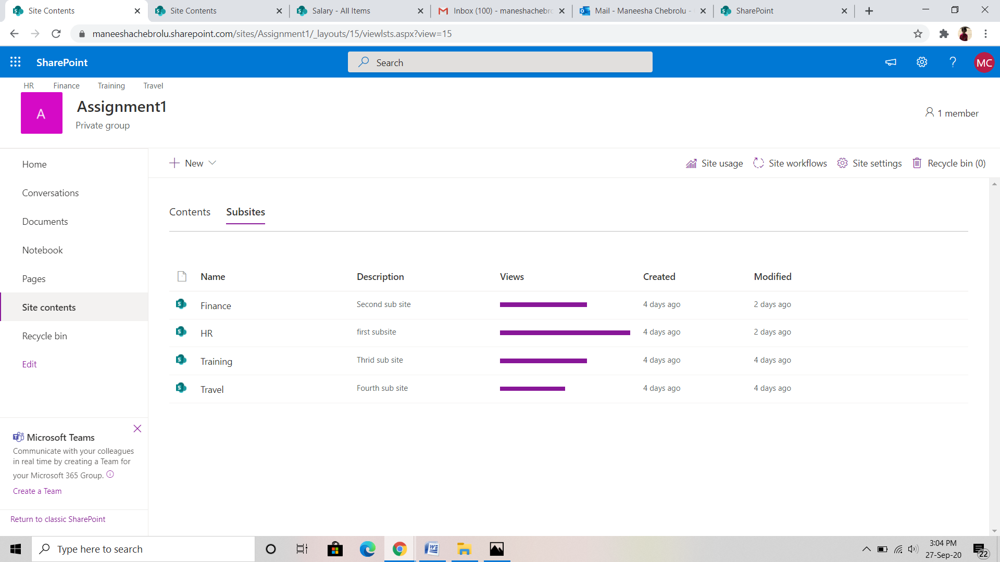 Site Contents
Site Contents
Salary - All Items
Inbox (100) - maneshachebro
Mail - Maneesha Chebrolu -
SharePoint
maneeshachebrolu.sharepoint.com/sites/Assignment1/_layouts/15/viewlsts.aspx?view=15
SharePoint
Search
MC
HR Finance Training Travel
A
Assignment1
Private group
1 member
Home
Conversations
Documents
Notebook
Pages
Site contents
Recycle bin
Edit
New
Site usage Site workflows Site settings Recycle bin (0)
Contents Subsites
Name Description Views Created Modified
Finance Second sub site 4 days ago 2 days ago
HR first subsite 4 days ago 2 days ago
Training Thrid sub site 4 days ago 4 days ago
Travel Fourth sub site 4 days ago 4 days ago
Microsoft Teams
Communicate with your colleagues
in real time by creating a Team for
your Microsoft 365 Group.
Create a Team
Return to classic SharePoint
Type here to search
3:04 PM
27-Sep-20
22